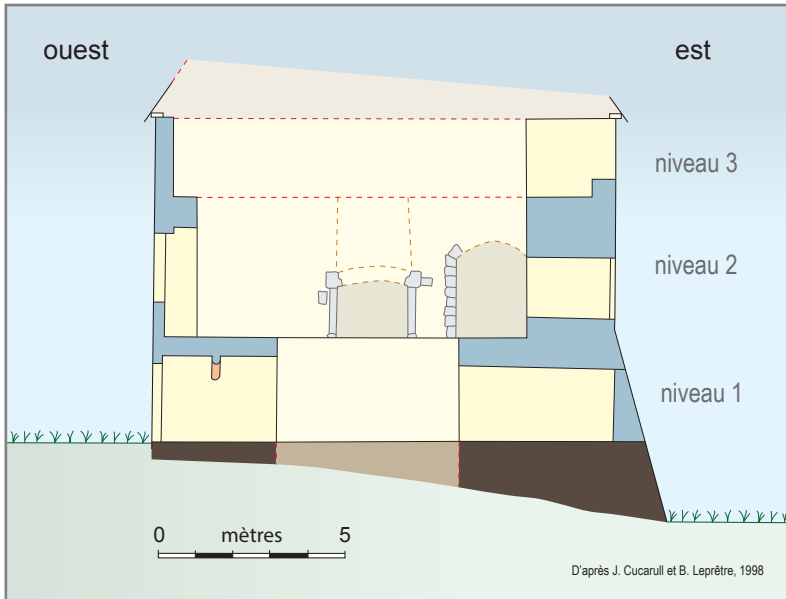 ouest
est
niveau 3
niveau 2
niveau 1
0 mètres 5
D'après J. Cucarull et B. Leprêtre, 1998